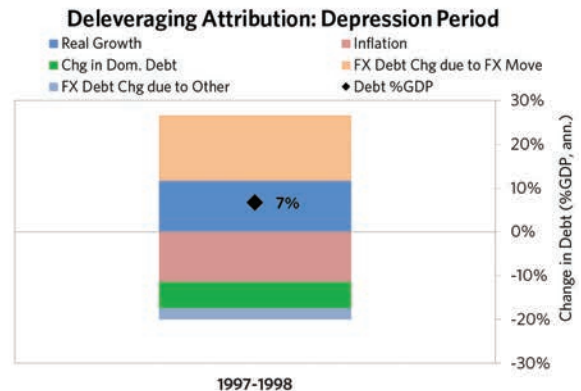 Deleveraging Attribution: Depression Period
Real Growth
Inflation
Chg in Dom. Debt
FX Debt Chg due to FX Move
FX Debt Chg due to Other
Debt %GDP
30%
20%
10%
0%
-10%
-20%
-30%
Change in Debt (%GDP, ann.)
7%
1997-1998